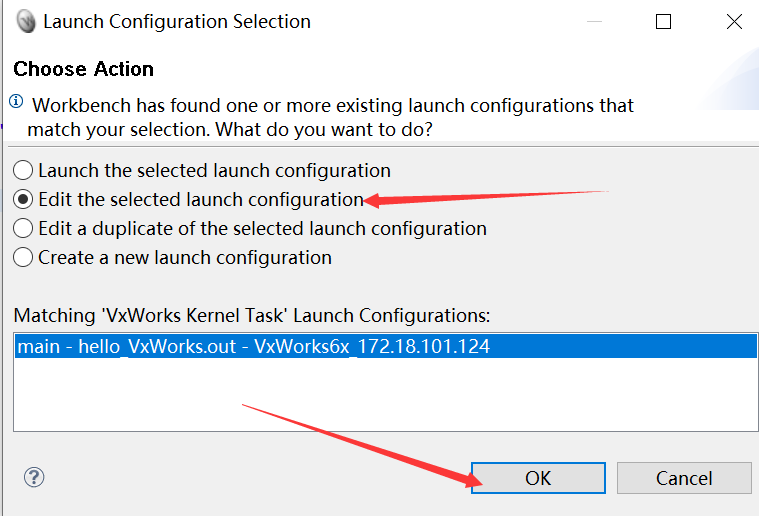 Launch Configuration Selection
Choose Action
Workbench has found one or more existing launch configurations that
match your selection. What do you want to do?
Launch the selected launch configuration
Edit the selected launch configuration
Edit a duplicate of the selected launch configuration
Create a new launch configuration
Matching 'VxWorks Kernel Task' Launch Configurations:
main - hello_VxWorks.out - VxWorks6x_172.18.101.124
OK
Cancel